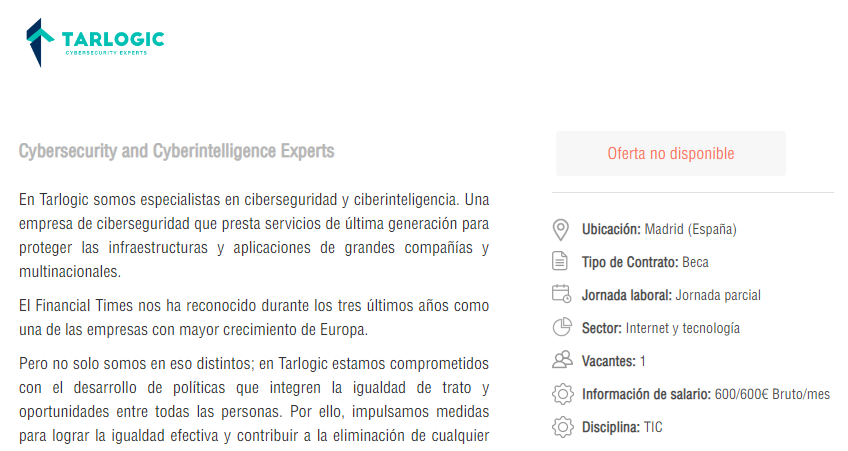 TARLOGIC
CYBERSECURITY EXPERTS
Cybersecurity and Cyberintelligence Experts
En Tarlogic somos especialistas en ciberseguridad y ciberinteligencia. Una
empresa de ciberseguridad que presta servicios de última generación para
proteger las infraestructuras y aplicaciones de grandes compañías y
multinacionales.
El Financial Times nos ha reconocido durante los tres últimos años como
una de las empresas con mayor crecimiento de Europa.
Pero no solo somos en eso distintos; en Tarlogic estamos comprometidos
con el desarrollo de políticas que integren la igualdad de trato y
oportunidades entre todas las personas. Por ello, impulsamos medidas
para lograr la igualdad efectiva y contribuir a la eliminación de cualquier
Oferta no disponible
Ubicación: Madrid (España)
Tipo de Contrato: Beca
Jornada laboral: Jornada parcial
Sector: Internet y tecnología
Vacantes: 1
Información de salario: 600/600€ Bruto/mes
Disciplina: TIC